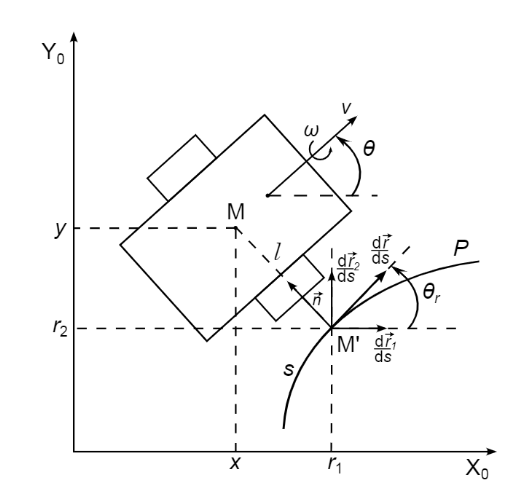 Y₀
v
ω
θ
M
y
l
dr⃗/ds
P
dr⃗₂/ds
n⃗
θᵣ
r₂
M'
dr⃗₁/ds
s
x
r₁
X₀